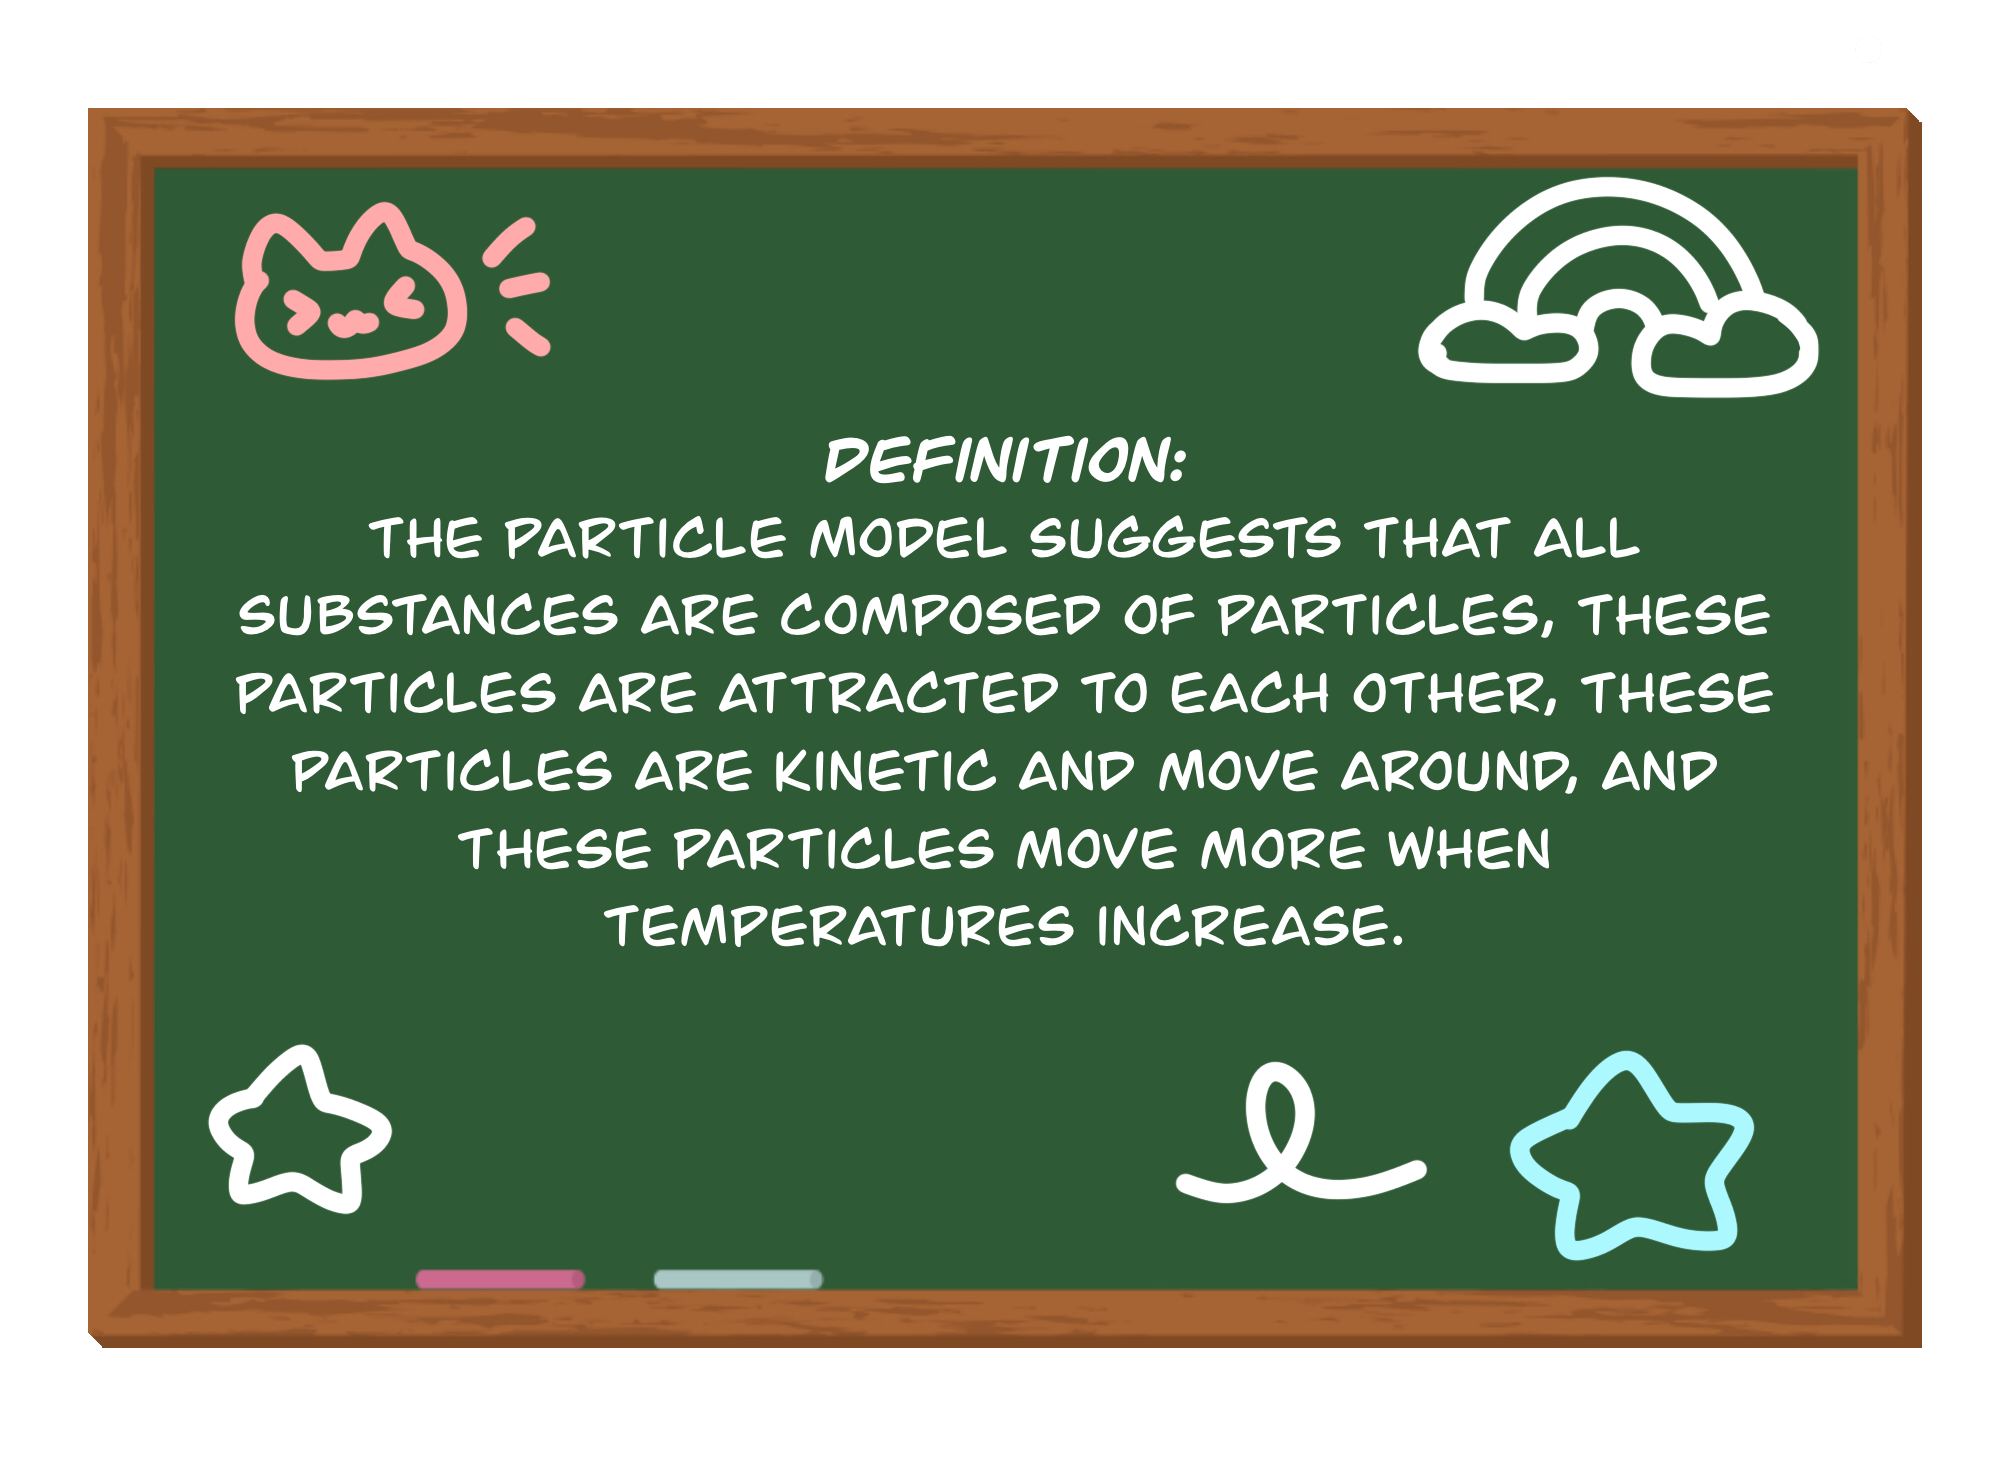 DEFINITION:
THE PARTICLE MODEL SUGGESTS THAT ALL
SUBSTANCES ARE COMPOSED OF PARTICLES, THESE
PARTICLES ARE ATTRACTED TO EACH OTHER, THESE
PARTICLES ARE KINETIC AND MOVE AROUND, AND
THESE PARTICLES MOVE MORE WHEN
TEMPERATURES INCREASE.